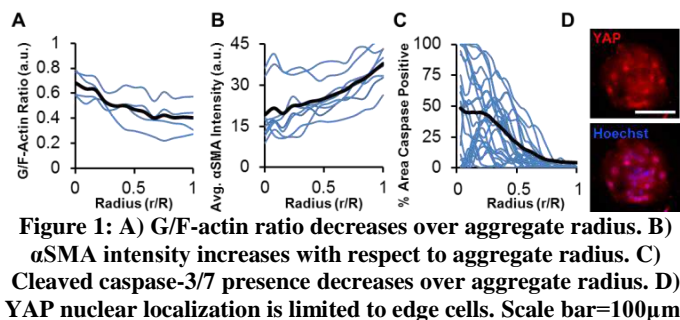 A
B
C
D
G/F-Actin Ratio (a.u.)
1
0.8
0.6
0.4
0.2
0
0
0.5
1
Radius (r/R)
Avg. αSMA Intensity (a.u.)
45
30
15
0
0
0.5
1
Radius (r/R)
% Area Caspase Positive
100
75
50
25
0
0
0.5
1
Radius (r/R)
YAP
Hoechst
Figure 1: A) G/F-actin ratio decreases over aggregate radius. B)
αSMA intensity increases with respect to aggregate radius. C)
Cleaved caspase-3/7 presence decreases over aggregate radius. D)
YAP nuclear localization is limited to edge cells. Scale bar=100µm